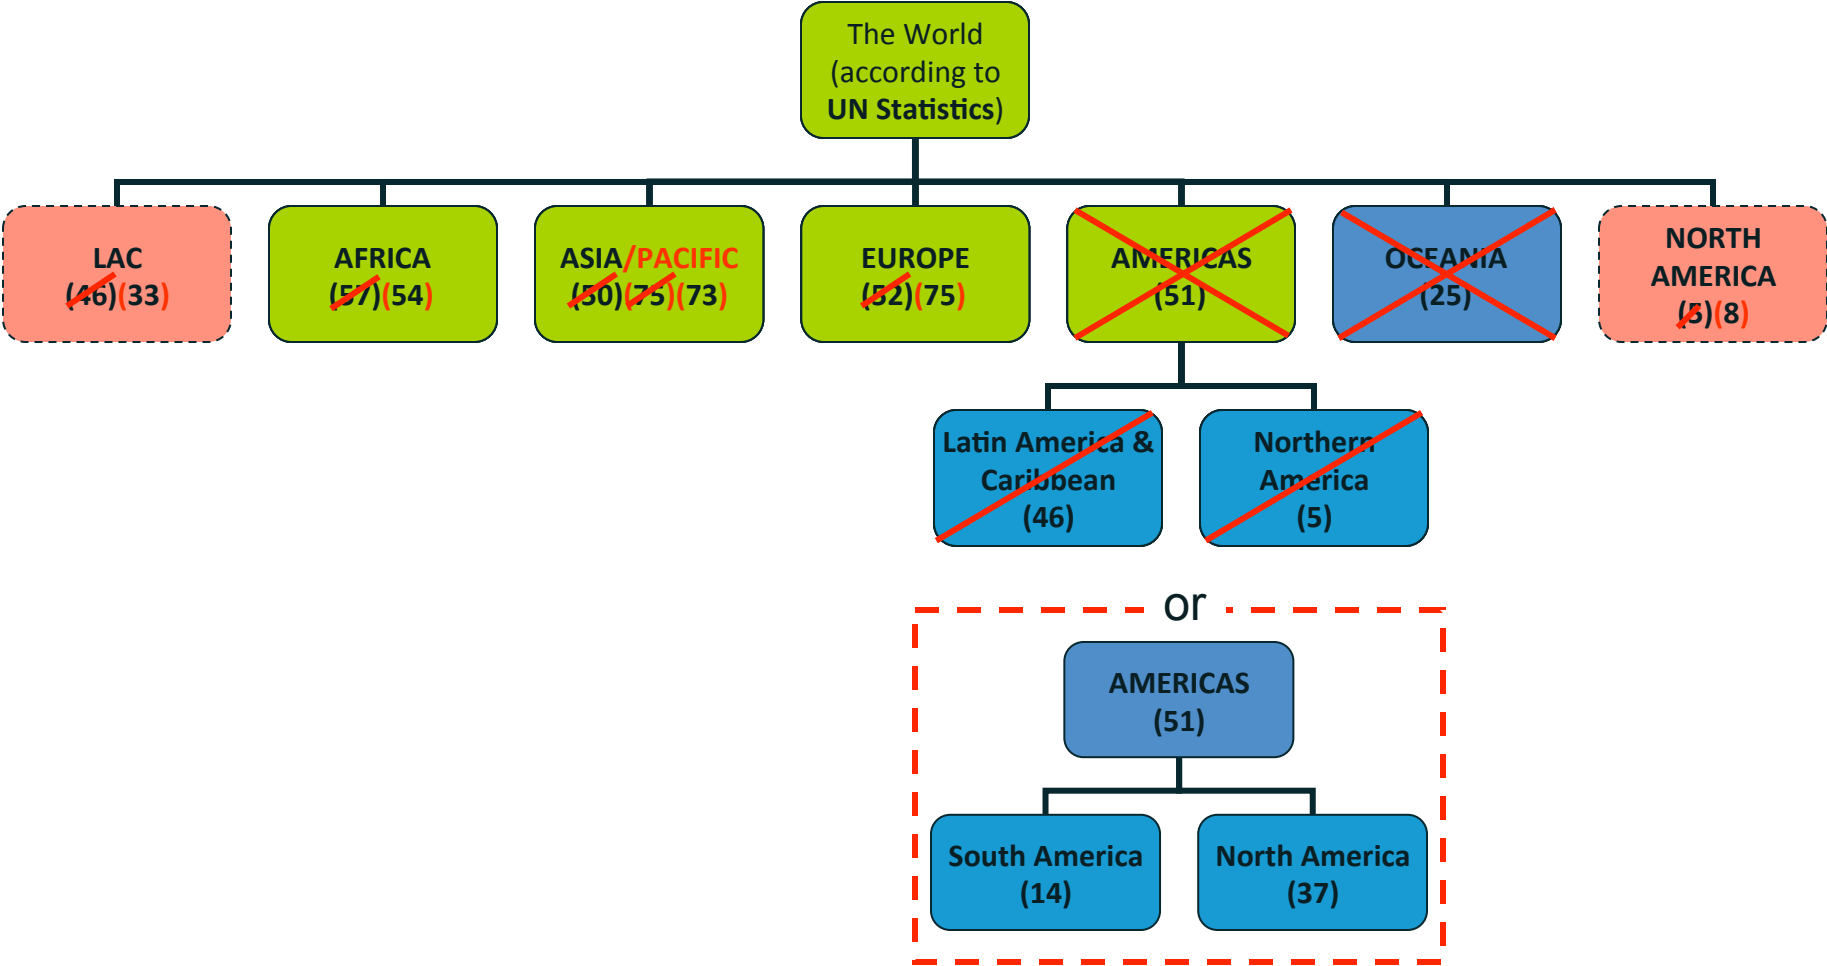 The World
(according to
UN Statistics)
LAC
(46)(33)
AFRICA
(57)(54)
ASIA/PACIFIC
(50)(75)(73)
EUROPE
(52)(75)
AMERICAS
(51)
OCEANIA
(25)
NORTH
AMERICA
(5)(8)
Latin America &
Caribbean
(46)
Northern
America
(5)
or
AMERICAS
(51)
South America
(14)
North America
(37)